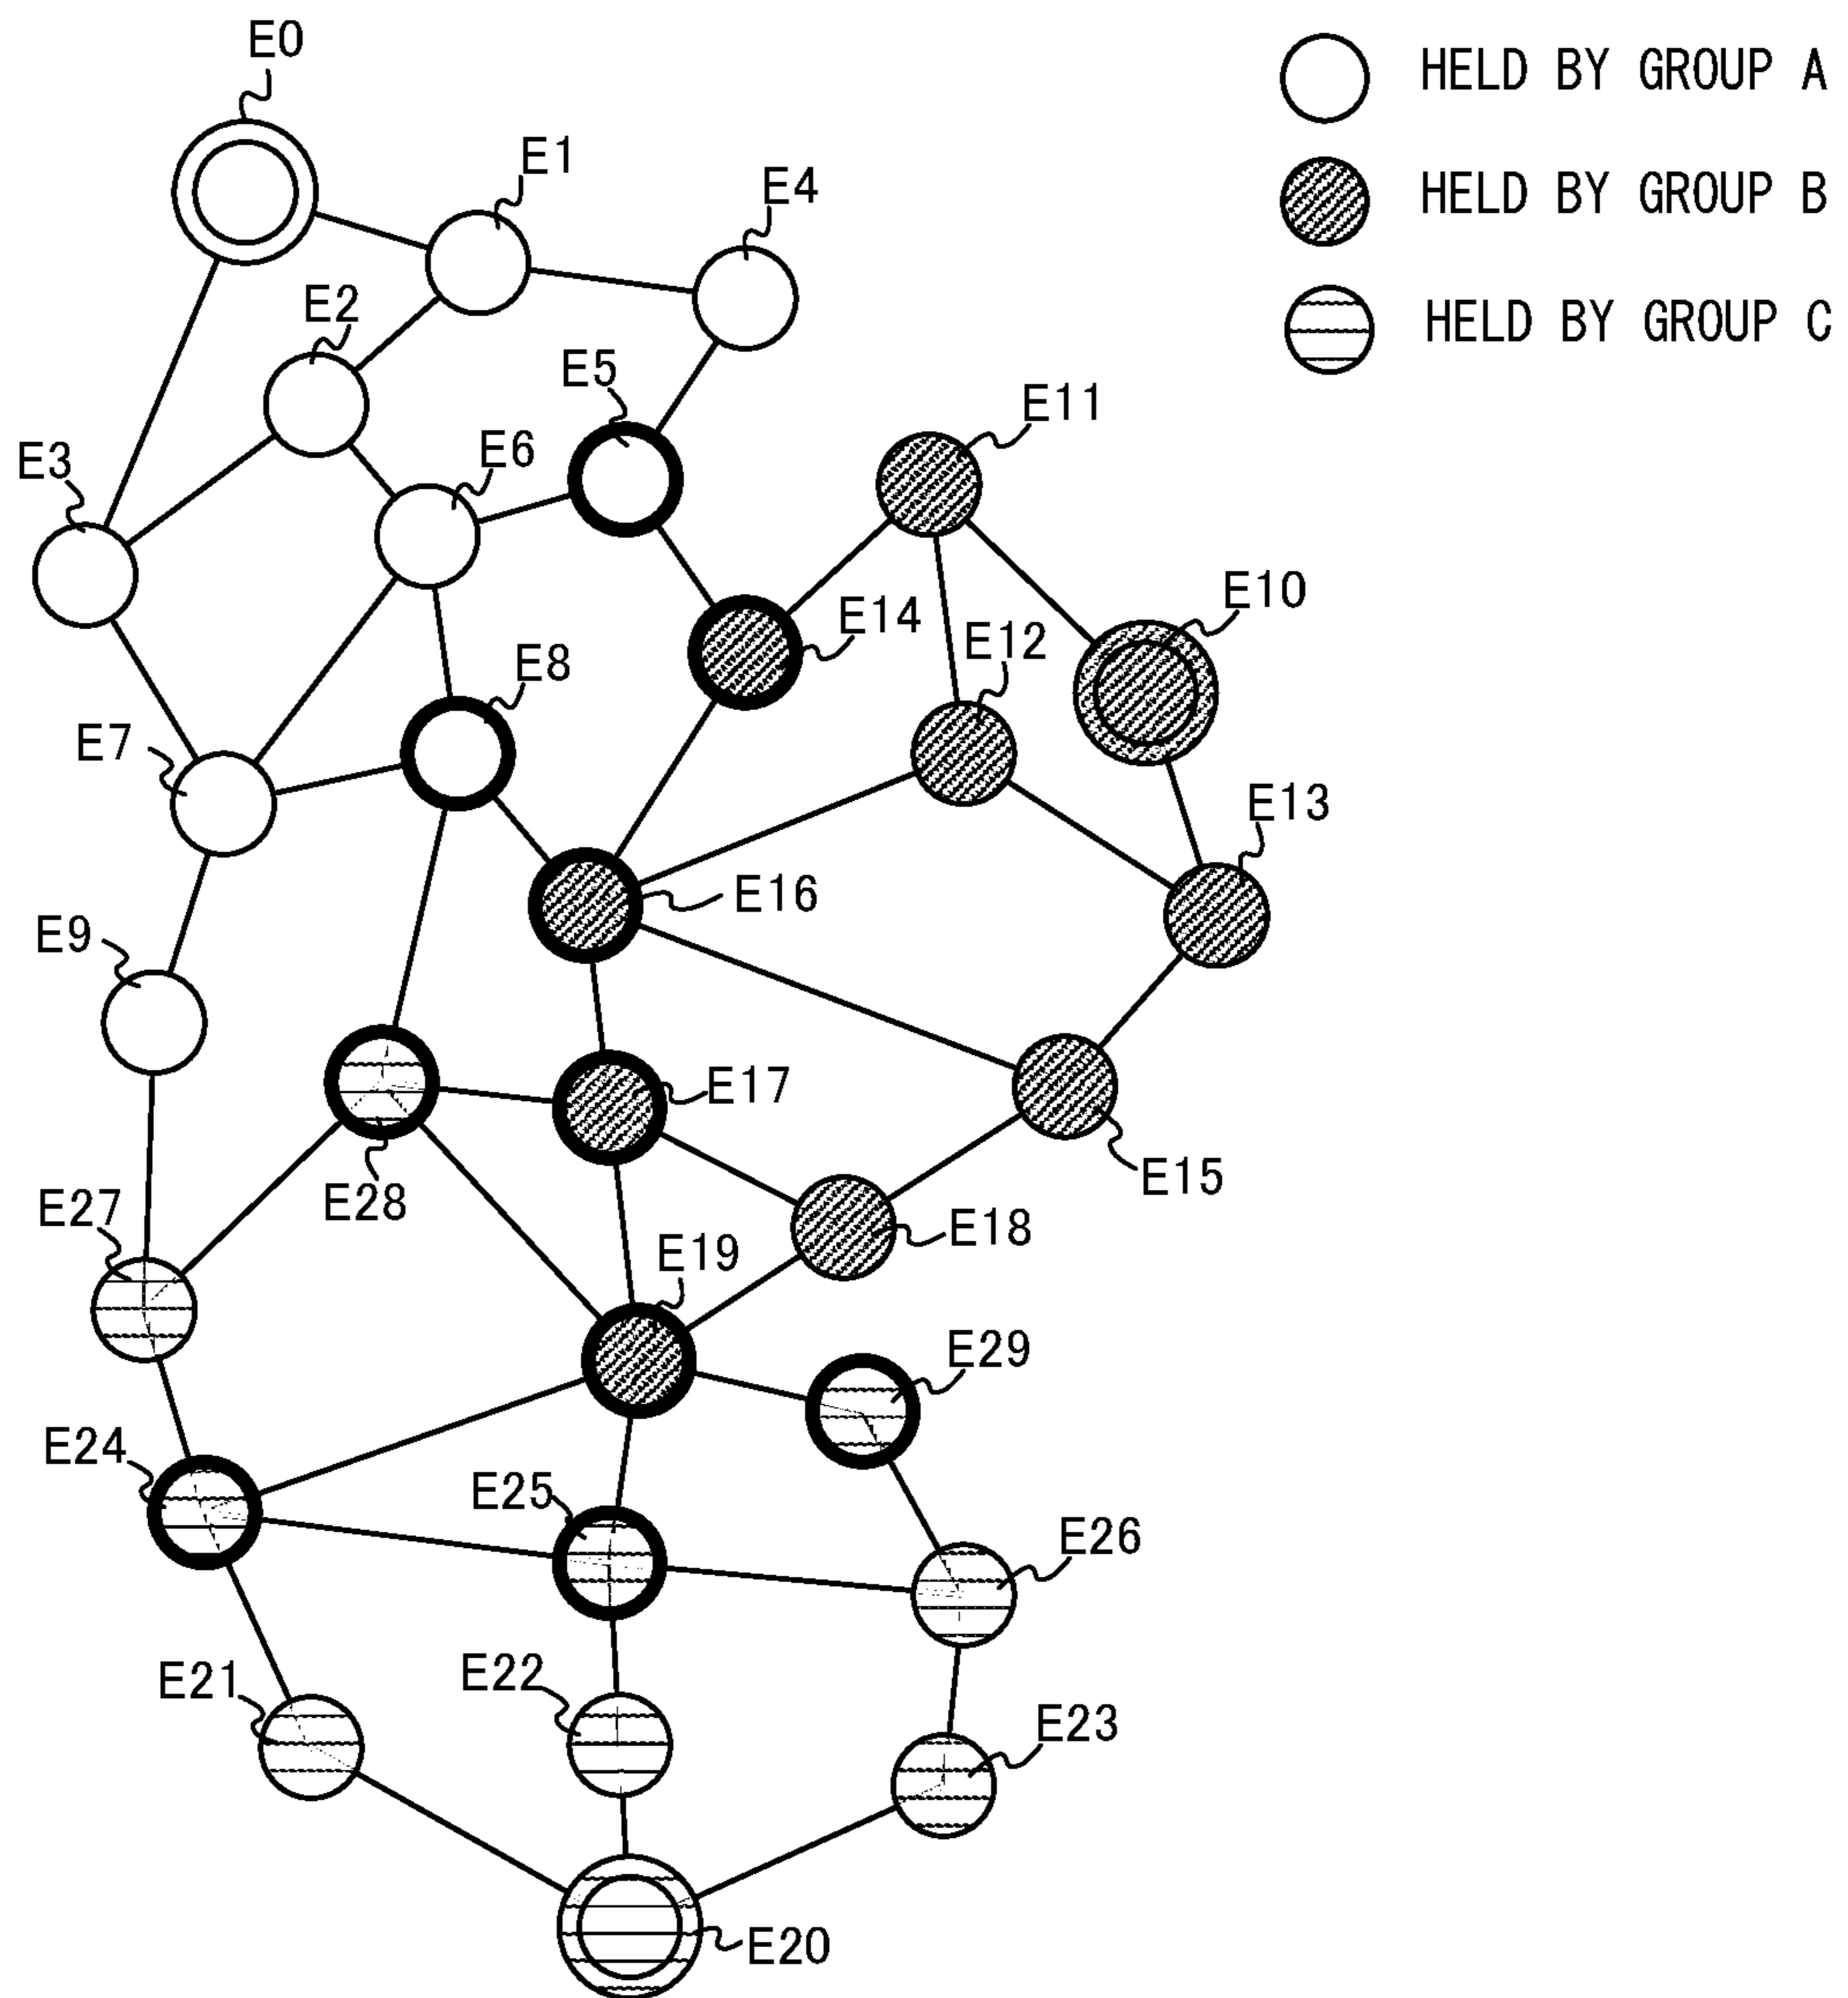 E0
HELD BY GROUP A
E1
E4
HELD BY GROUP B
E2
HELD BY GROUP C
E5
E11
E3
E6
E10
E14
E12
E8
E7
E13
E16
E9
E17
E15
E28
E27
E18
E19
E29
E24
E25
E26
E22
E21
E23
E20